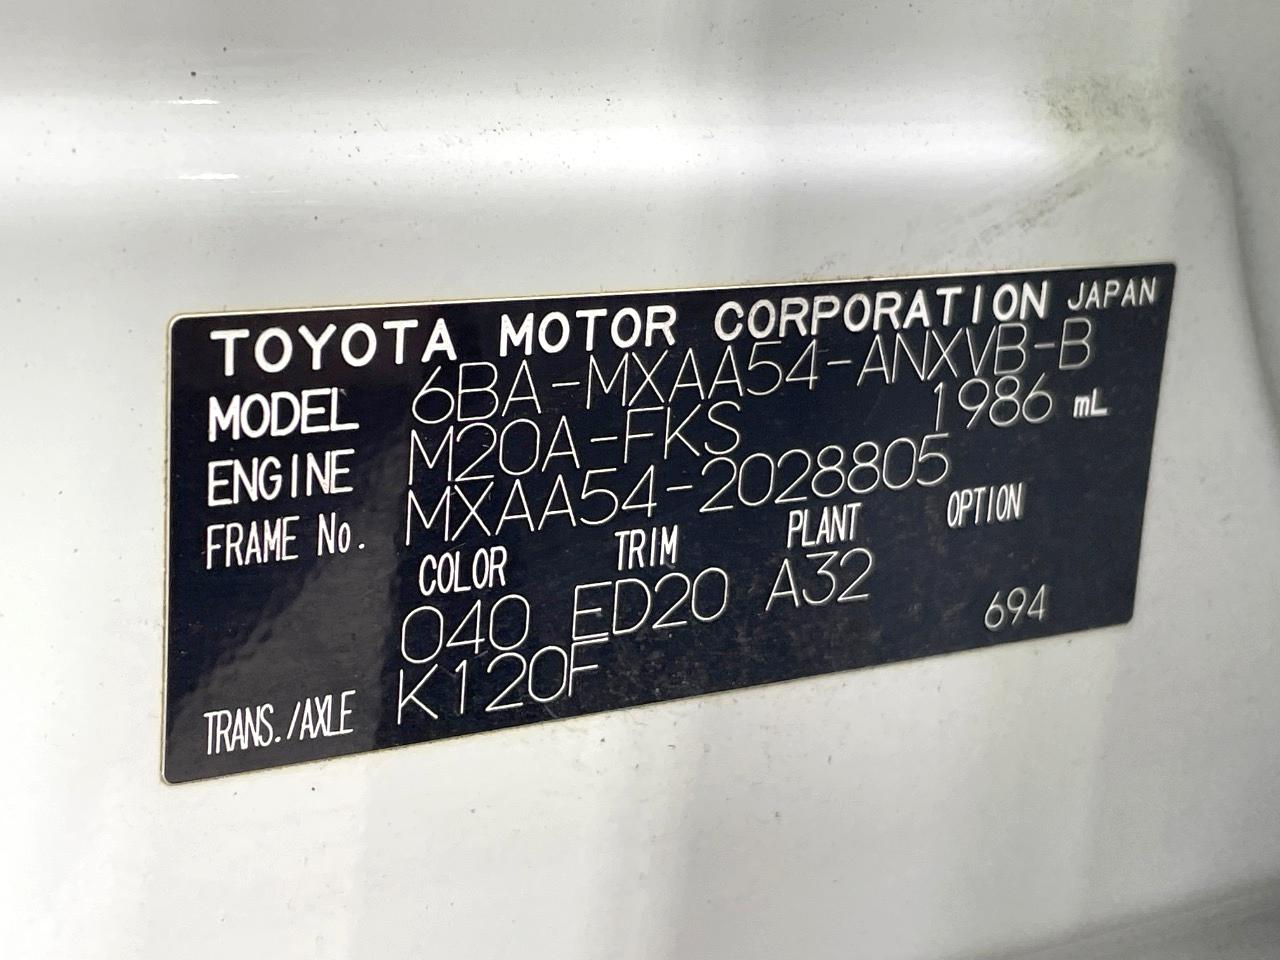 TOYOTA MOTOR CORPORATION JAPAN
MODEL 6BA-MXAA54-ANXVB-B
ENGINE M20A-FKS 1986 mL
FRAME No. MXAA54-2028805
COLOR TRIM PLANT OPTION
040 ED20 A32 694
TRANS./AXLE K120F